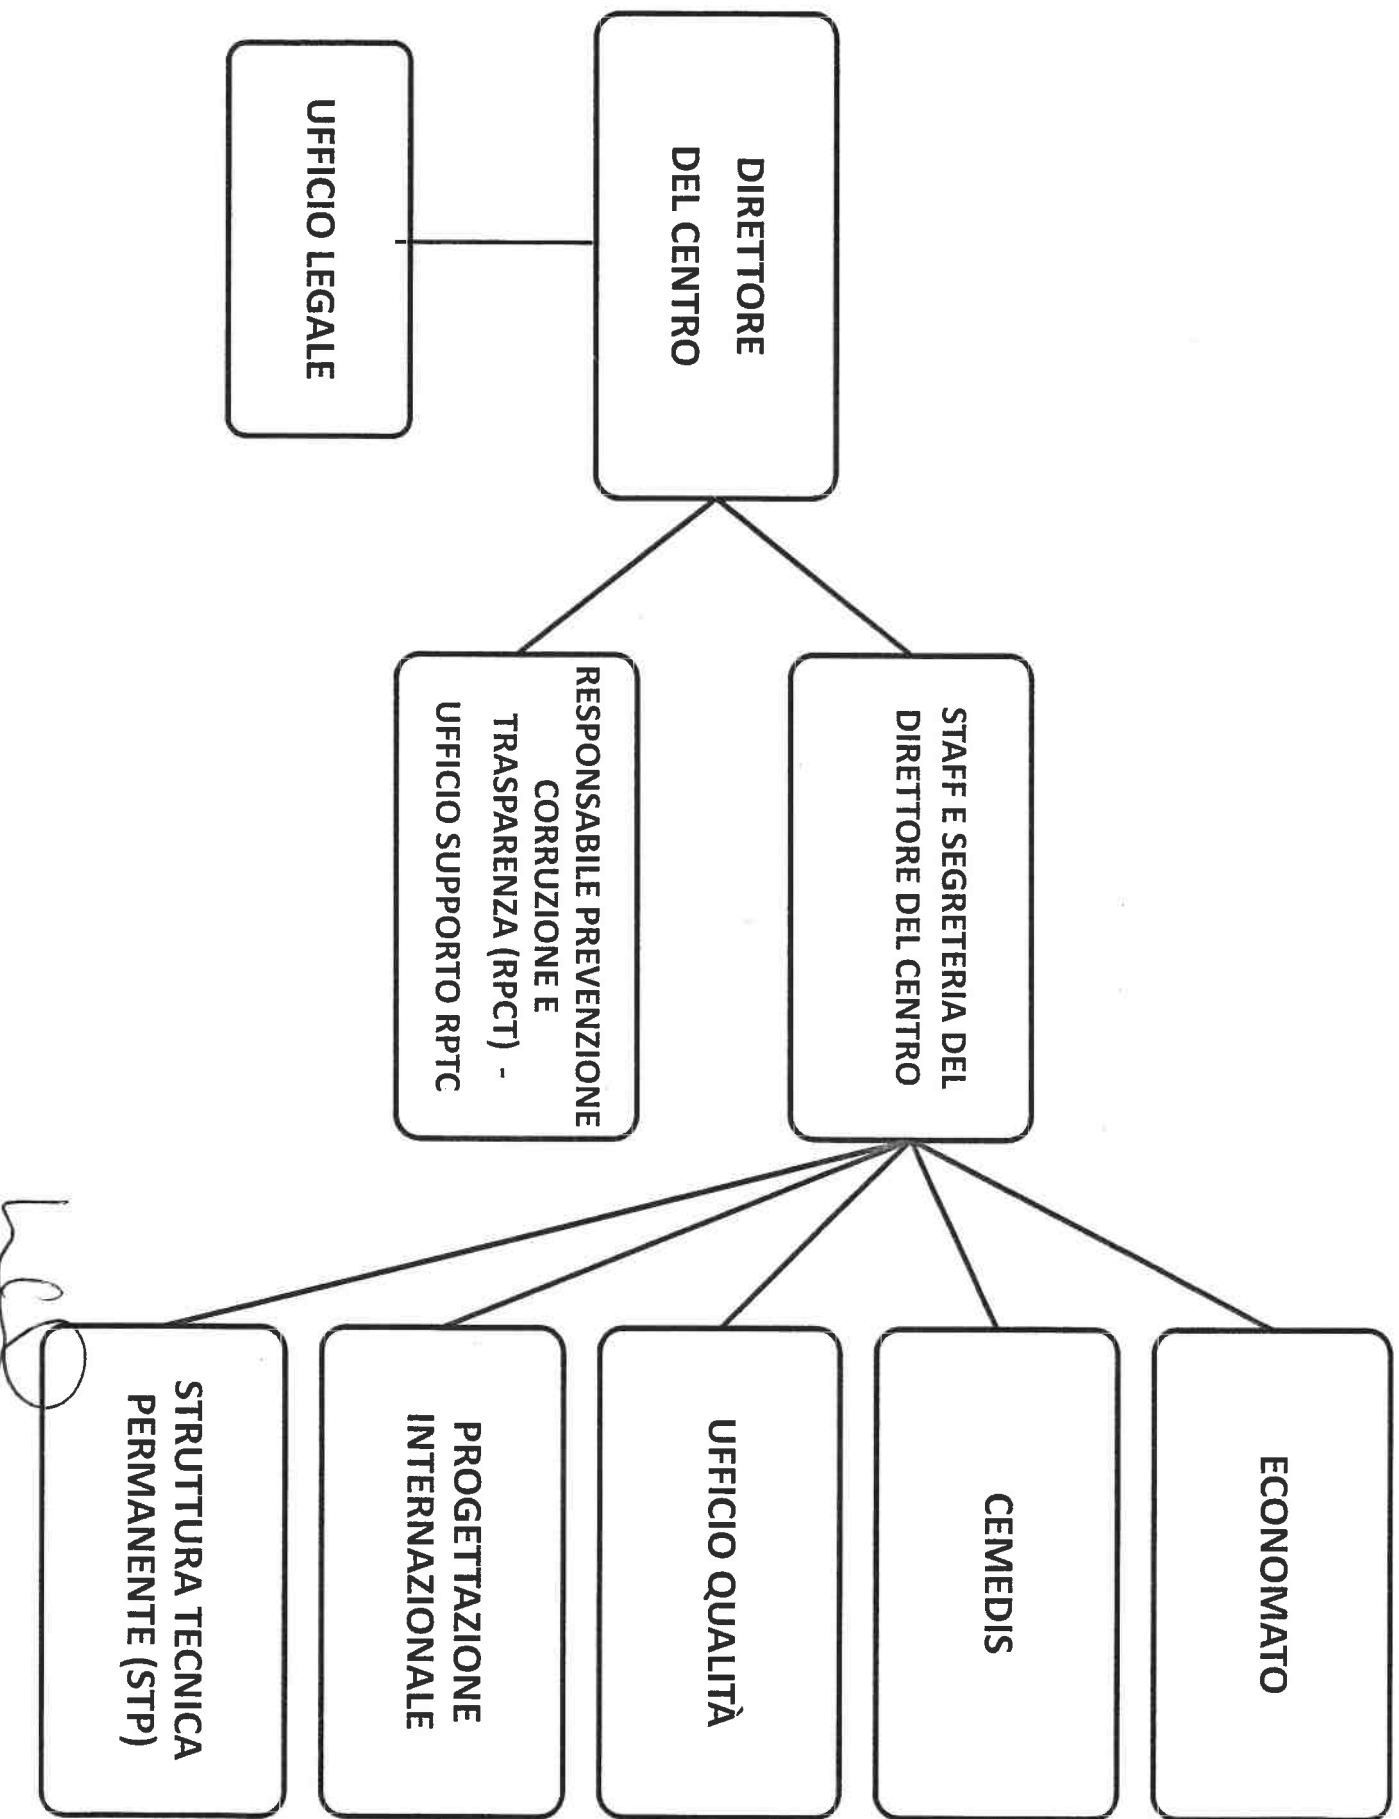 DIRETTORE
DEL CENTRO
UFFICIO LEGALE
STAFF E SEGRETERIA DEL
DIRETTORE DEL CENTRO
RESPONSABILE PREVENZIONE
CORRUZIONE E
TRASPARENZA (RPCT) -
UFFICIO SUPPORTO RPTC
ECONOMATO
CEMEDIS
UFFICIO QUALITÀ
PROGETTAZIONE
INTERNAZIONALE
STRUTTURA TECNICA
PERMANENTE (STP)